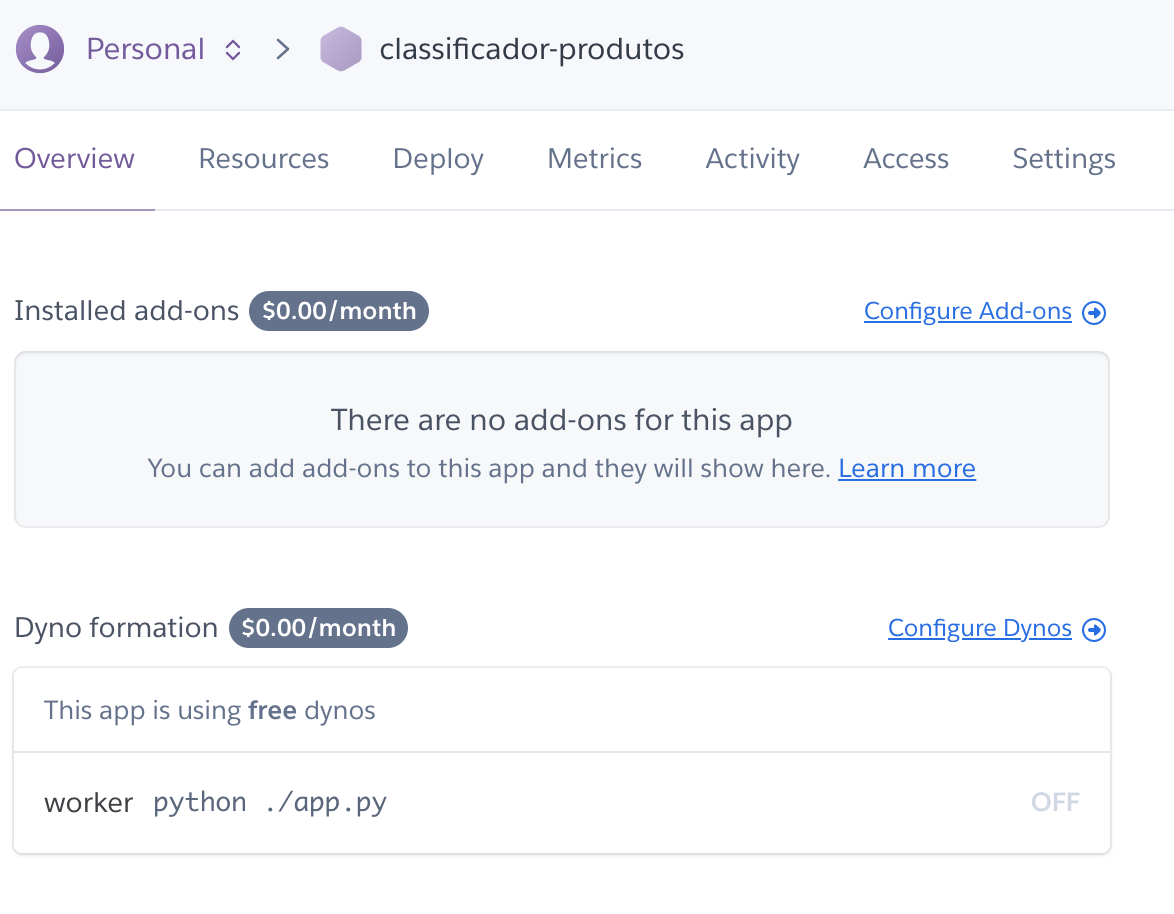 Personal > classificador-produtos
Overview Resources Deploy Metrics Activity Access Settings
Installed add-ons $0.00/month Configure Add-ons
There are no add-ons for this app
You can add add-ons to this app and they will show here. Learn more
Dyno formation $0.00/month Configure Dynos
This app is using free dynos
worker python ./app.py OFF